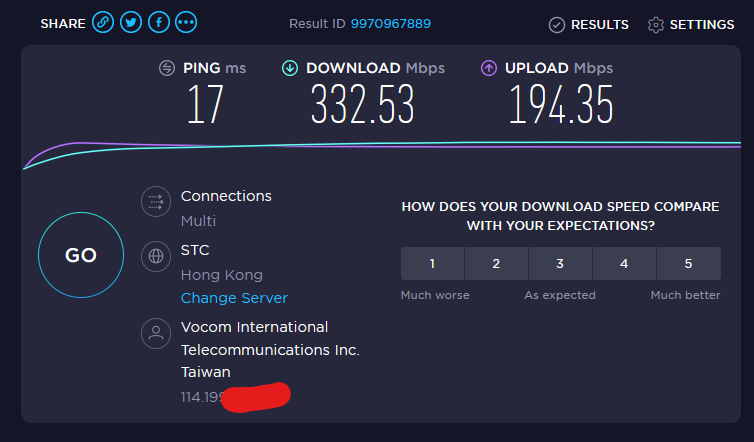 SHARE
Result ID 9970967889
RESULTS
SETTINGS
PING ms
DOWNLOAD Mbps
UPLOAD Mbps
17
332.53
194.35
GO
Connections
Multi
STC
Hong Kong
Change Server
Vocom International
Telecommunications Inc.
Taiwan
114.199
HOW DOES YOUR DOWNLOAD SPEED COMPARE
WITH YOUR EXPECTATIONS?
1 2 3 4 5
Much worse As expected Much better